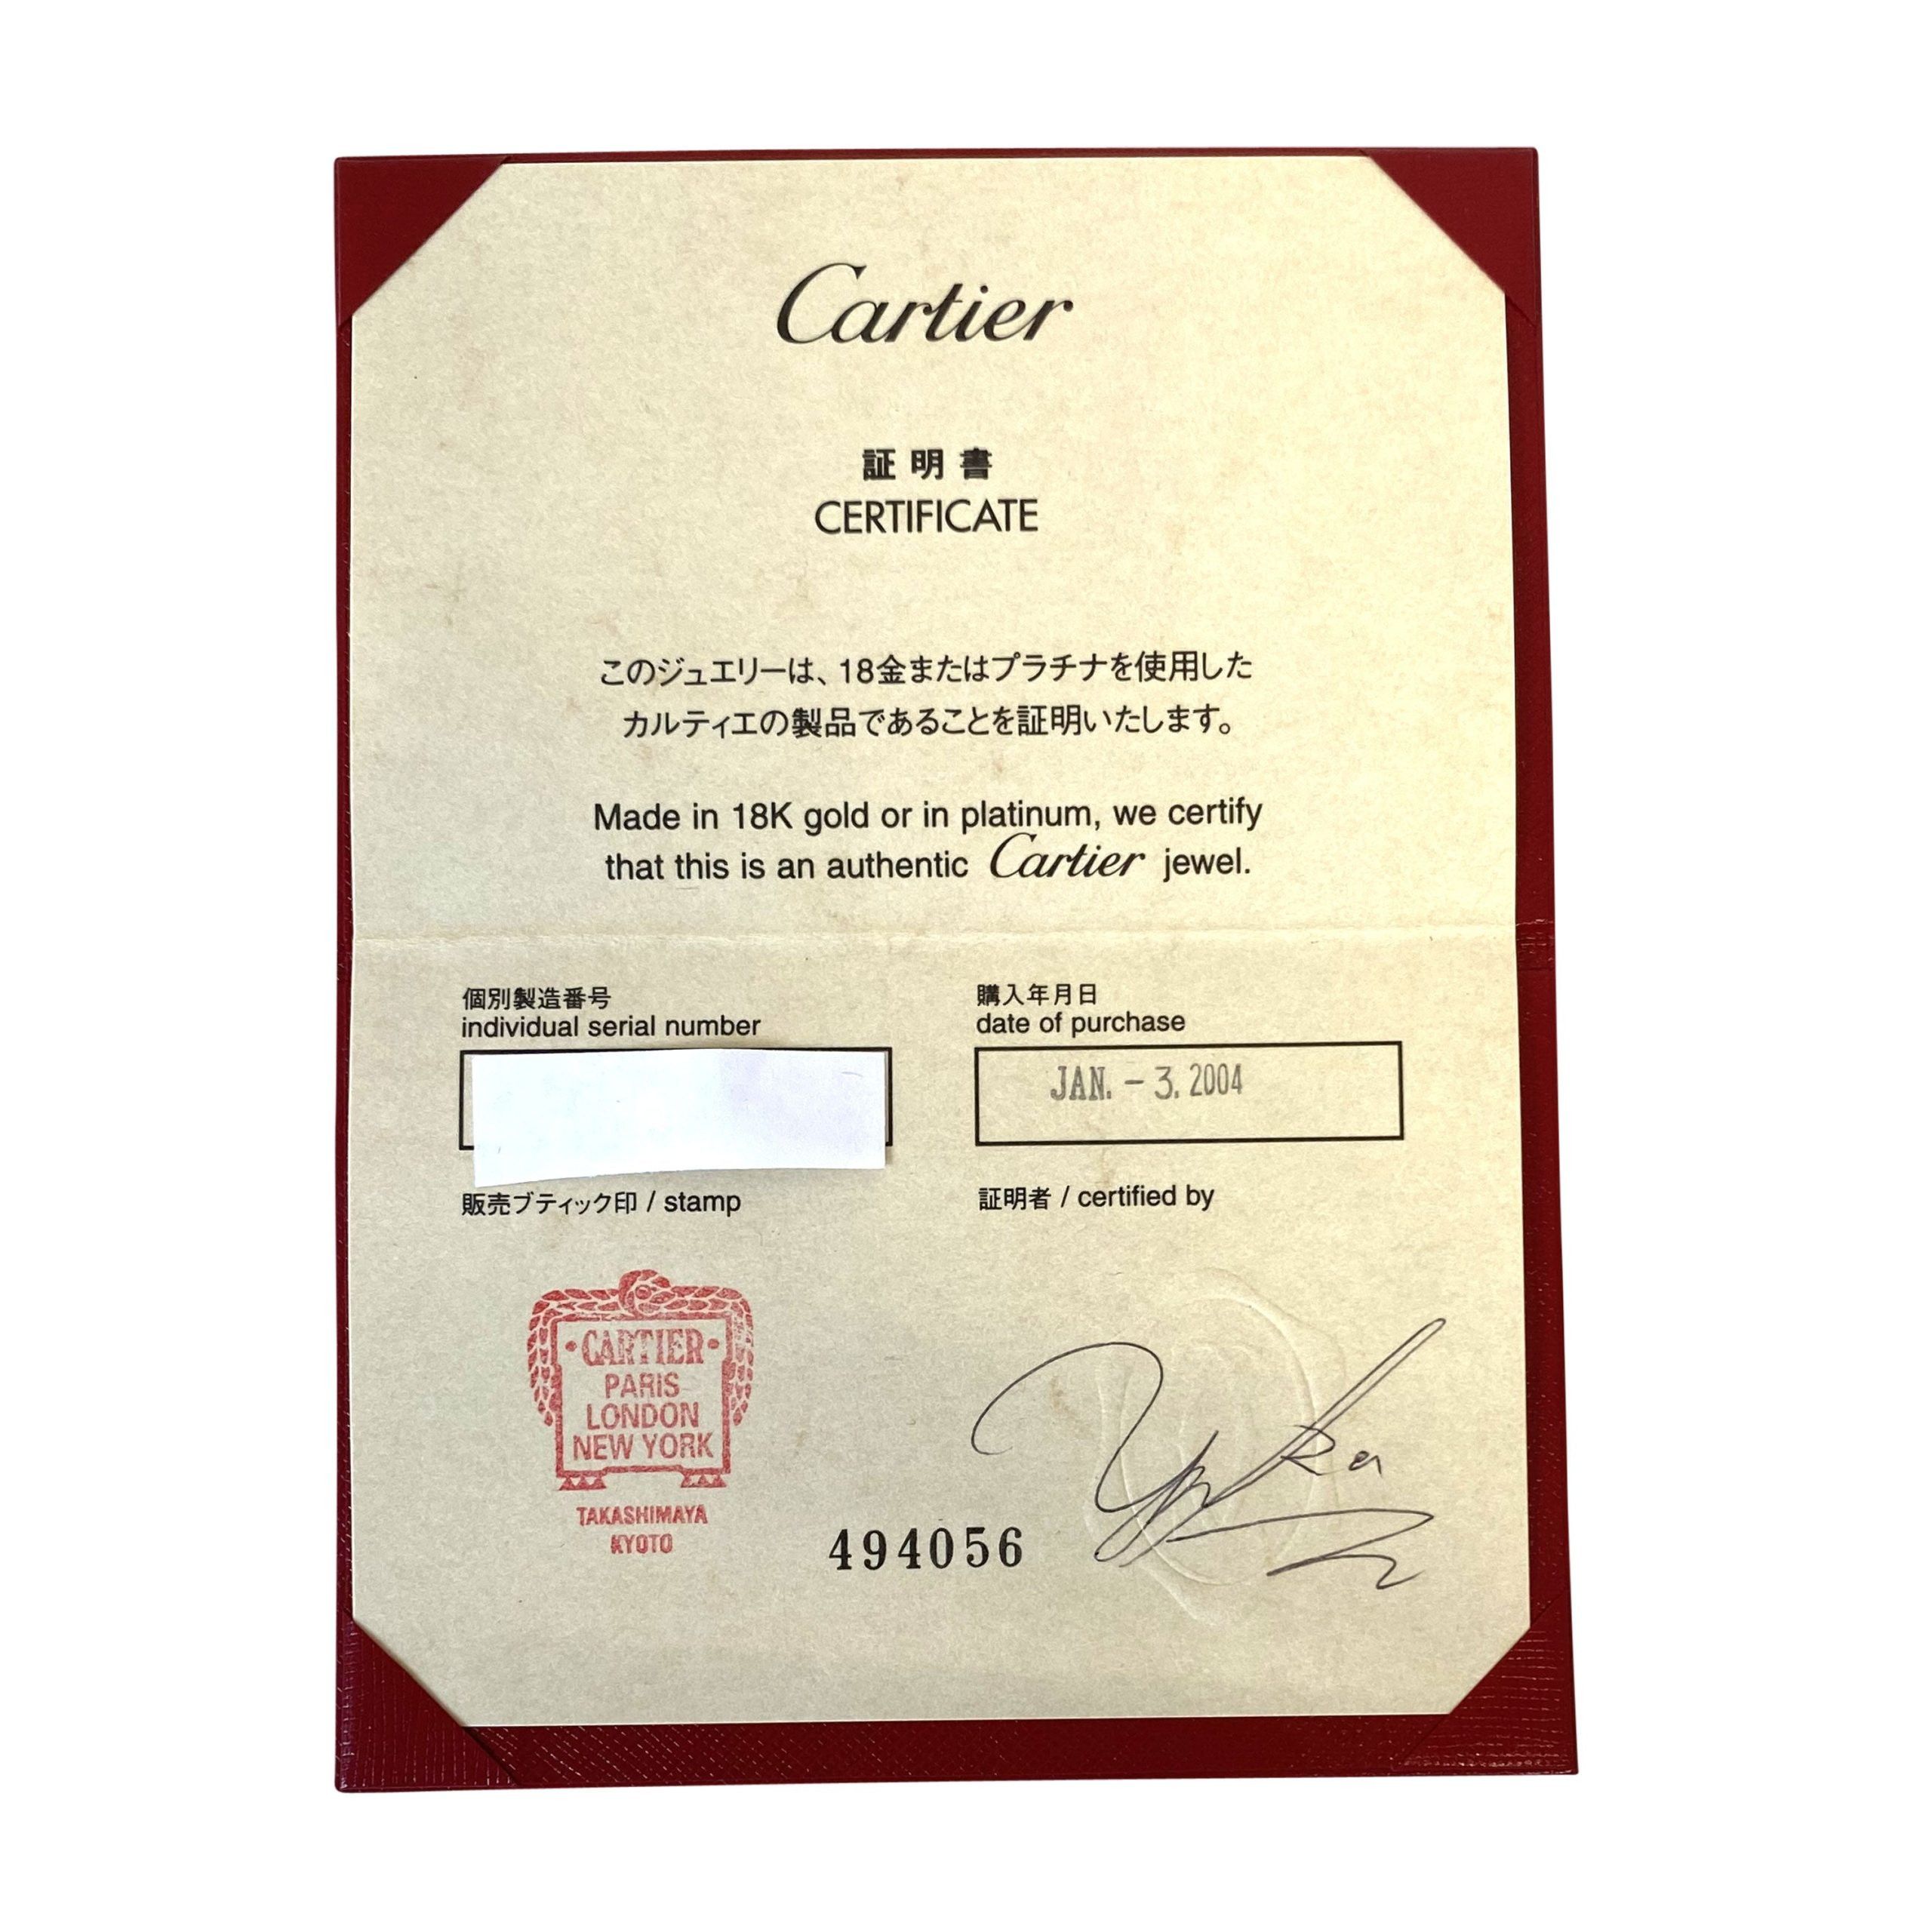 Cartier
証明書
CERTIFICATE
このジュエリーは、18金またはプラチナを使用した
カルティエの製品であることを証明いたします。
Made in 18K gold or in platinum, we certify
that this is an authentic Cartier jewel.
個別製造番号
individual serial number
購入年月日
date of purchase
JAN. - 3. 2004
販売ブティック印 / stamp
証明者 / certified by
·CARTIER·
PARIS
LONDON
NEW YORK
TAKASHIMAYA
KYOTO
494056